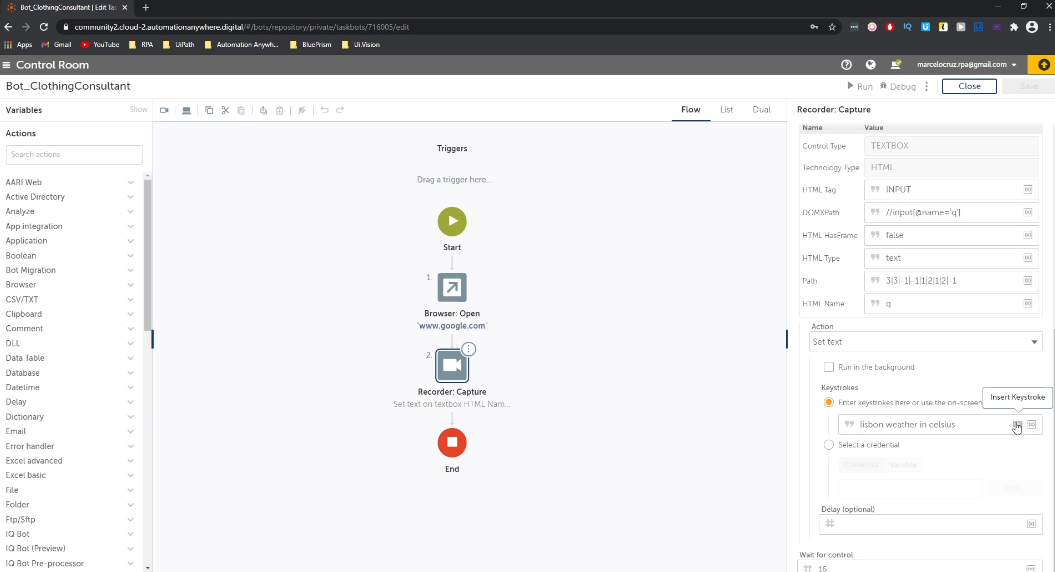 Bot_ClothingConsultant | Edit Tas
community2.cloud-2.automationanywhere.digital/#/bots/repository/private/taskbots/716005/edit
Apps Gmail YouTube RPA UiPath Automation Anywh... BluePrism Ui.Vision
Control Room
marcelocruz.rpa@gmail.com
Bot_ClothingConsultant
Run Debug Close Save
Variables Show
Flow List Dual
Recorder: Capture
Actions
Search actions
AARI Web
Active Directory
Analyze
App integration
Application
Boolean
Bot Migration
Browser
CSV/TXT
Clipboard
Comment
DLL
Data Table
Database
Datetime
Delay
Dictionary
Email
Error handler
Excel advanced
Excel basic
File
Folder
Ftp/Sftp
IQ Bot
IQ Bot (Preview)
IQ Bot Pre-processor
Triggers
Drag a trigger here...
Start
1.
Browser: Open
"www.google.com"
2.
Recorder: Capture
Set text on textbox HTML Nam...
End
Name Value
Control Type TEXTBOX
Technology Type HTML
HTML Tag INPUT
DOMXPath //input[@name='q']
HTML HasFrame false
HTML Type text
Path 3|3|-1|-1|1|2|1|2|-1
HTML Name q
Action
Set text
Run in the background
Keystrokes
Insert Keystroke
Enter keystrokes here or use the on-screen
lisbon weather in celsius
Select a credential
Credential Variable
Delay (optional)
Wait for control
15